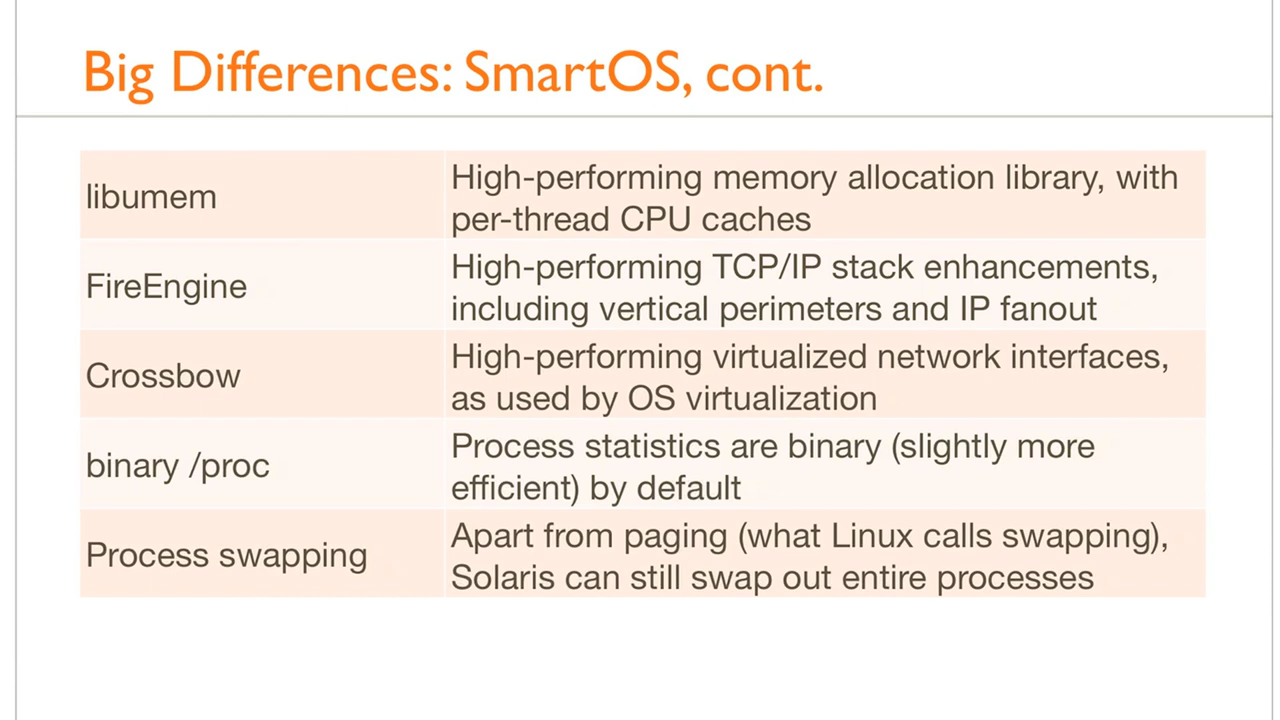 Big Differences: SmartOS, cont.
libumem
High-performing memory allocation library, with
per-thread CPU caches
FireEngine
High-performing TCP/IP stack enhancements,
including vertical perimeters and IP fanout
Crossbow
High-performing virtualized network interfaces,
as used by OS virtualization
binary /proc
Process statistics are binary (slightly more
efficient) by default
Process swapping
Apart from paging (what Linux calls swapping),
Solaris can still swap out entire processes